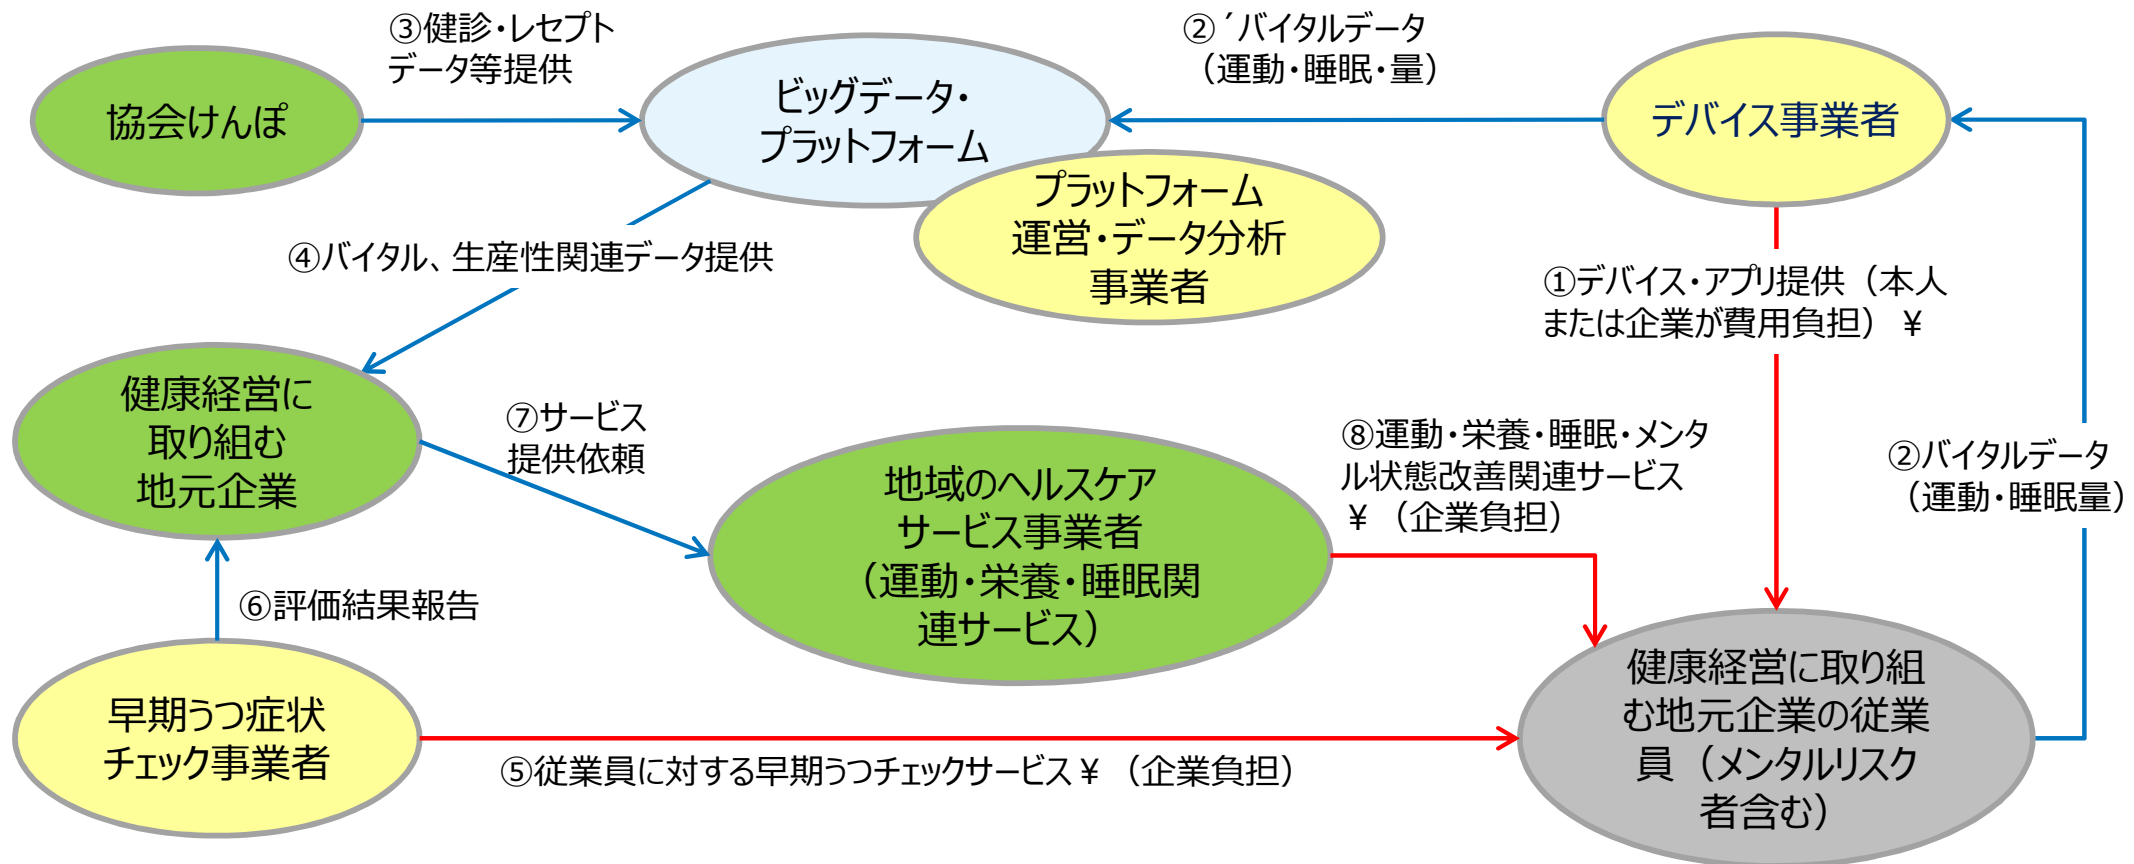 ③健診・レセプト
データ等提供
②´バイタルデータ
（運動・睡眠・量）
協会けんぽ
ビッグデータ・
プラットフォーム
デバイス事業者
プラットフォーム
運営・データ分析
事業者
④バイタル、生産性関連データ提供
①デバイス・アプリ提供（本人
または企業が費用負担）￥
健康経営に
取り組む
地元企業
⑦サービス
提供依頼
⑧運動・栄養・睡眠・メンタ
ル状態改善関連サービス
￥（企業負担）
②バイタルデータ
（運動・睡眠量）
地域のヘルスケア
サービス事業者
（運動・栄養・睡眠関
連サービス）
⑥評価結果報告
早期うつ症状
チェック事業者
⑤従業員に対する早期うつチェックサービス￥（企業負担）
健康経営に取り組
む地元企業の従業
員（メンタルリスク
者含む）